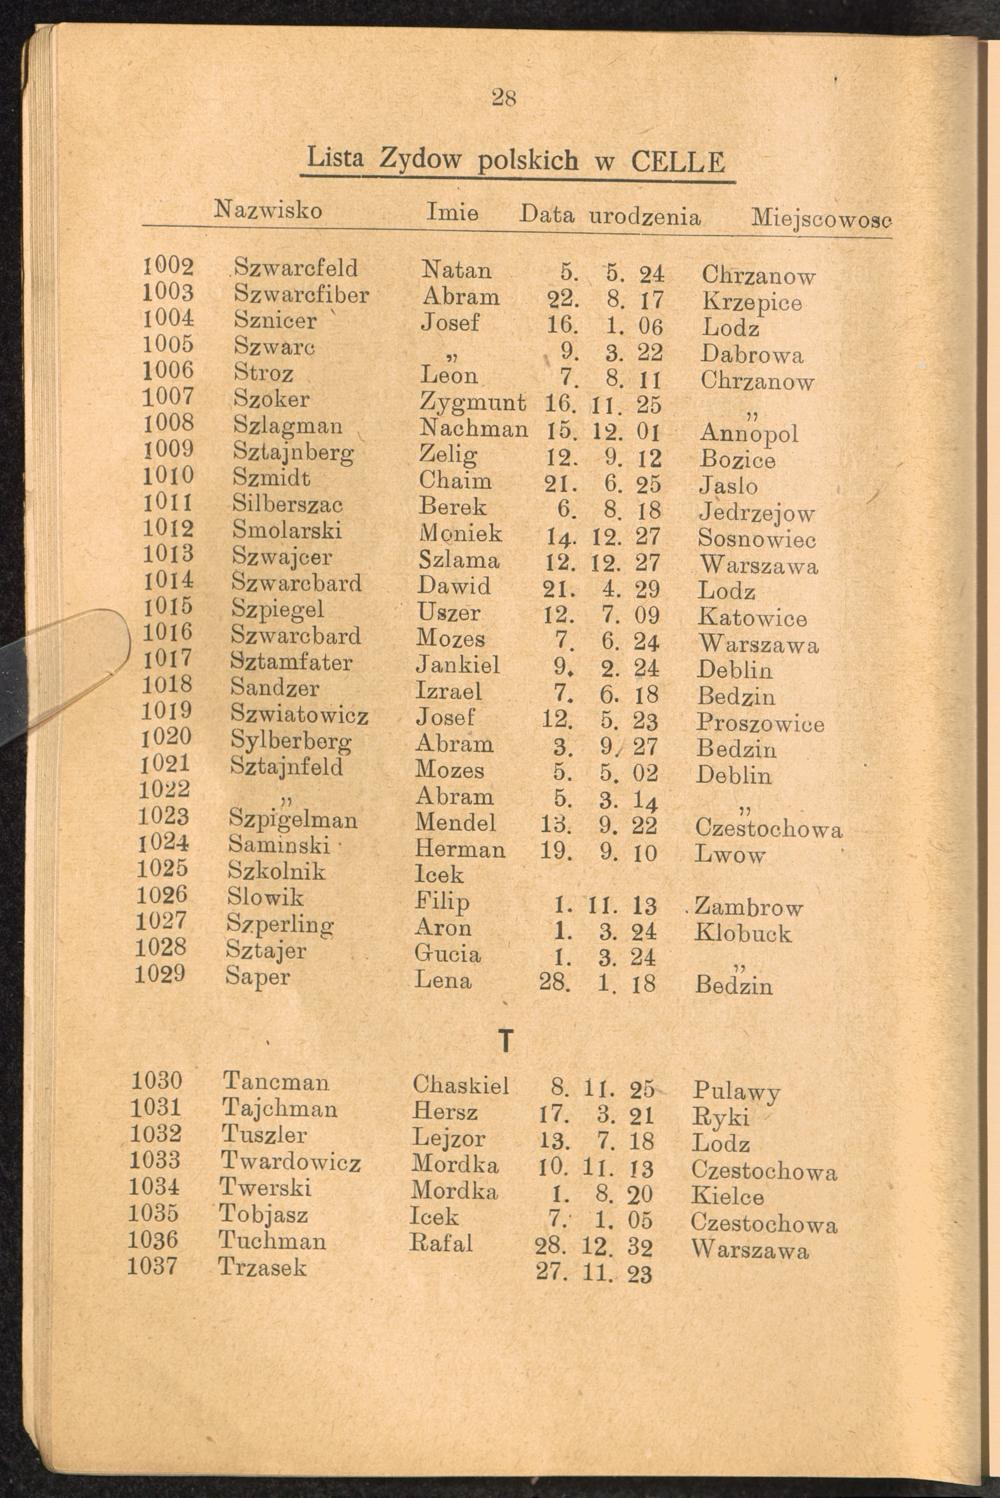 28
Lista Zydow polskich w CELLE
Nazwisko Imie Data urodzenia Miejscowosc
1002 Szwarcfeld Natan 5. 5. 24 Chrzanow
1003 Szwarcfiber Abram 22. 8. 17 Krzepice
1004 Sznicer Josef 16. 1. 06 Lodz
1005 Szwarc „ 9. 3. 22 Dabrowa
1006 Stroz Leon 7. 8. 11 Chrzanow
1007 Szoker Zygmunt 16. 11. 25 „
1008 Szlagman Nachman 15. 12. 01 Annopol
1009 Sztajnberg Zelig 12. 9. 12 Bozice
1010 Szmidt Chaim 21. 6. 25 Jaslo
1011 Silberszac Berek 6. 8. 18 Jedrzejow
1012 Smolarski Moniek 14. 12. 27 Sosnowiec
1013 Szwajcer Szlama 12. 12. 27 Warszawa
1014 Szwarcbard Dawid 21. 4. 29 Lodz
1015 Szpiegel Uszer 12. 7. 09 Katowice
1016 Szwarcbard Mozes 7. 6. 24 Warszawa
1017 Sztamfater Jankiel 9. 2. 24 Deblin
1018 Sandzer Izrael 7. 6. 18 Bedzin
1019 Szwiatowicz Josef 12. 5. 23 Proszowice
1020 Sylberberg Abram 3. 9. 27 Bedzin
1021 Sztajnfeld Mozes 5. 5. 02 Deblin
1022 „ Abram 5. 3. 14 „
1023 Szpigelman Mendel 13. 9. 22 Czestochowa
1024 Saminski Herman 19. 9. 10 Lwow
1025 Szkolnik Icek
1026 Slowik Filip 1. 11. 13 Zambrow
1027 Szperling Aron 1. 3. 24 Klobuck
1028 Sztajer Gucia 1. 3. 24 „
1029 Saper Lena 28. 1. 18 Bedzin
T
1030 Tancman Chaskiel 8. 11. 25 Pulawy
1031 Tajchman Hersz 17. 3. 21 Ryki
1032 Tuszler Lejzor 13. 7. 18 Lodz
1033 Twardowicz Mordka 10. 11. 13 Czestochowa
1034 Twerski Mordka 1. 8. 20 Kielce
1035 Tobjasz Icek 7. 1. 05 Czestochowa
1036 Tuchman Rafal 28. 12. 32 Warszawa
1037 Trzasek 27. 11. 23